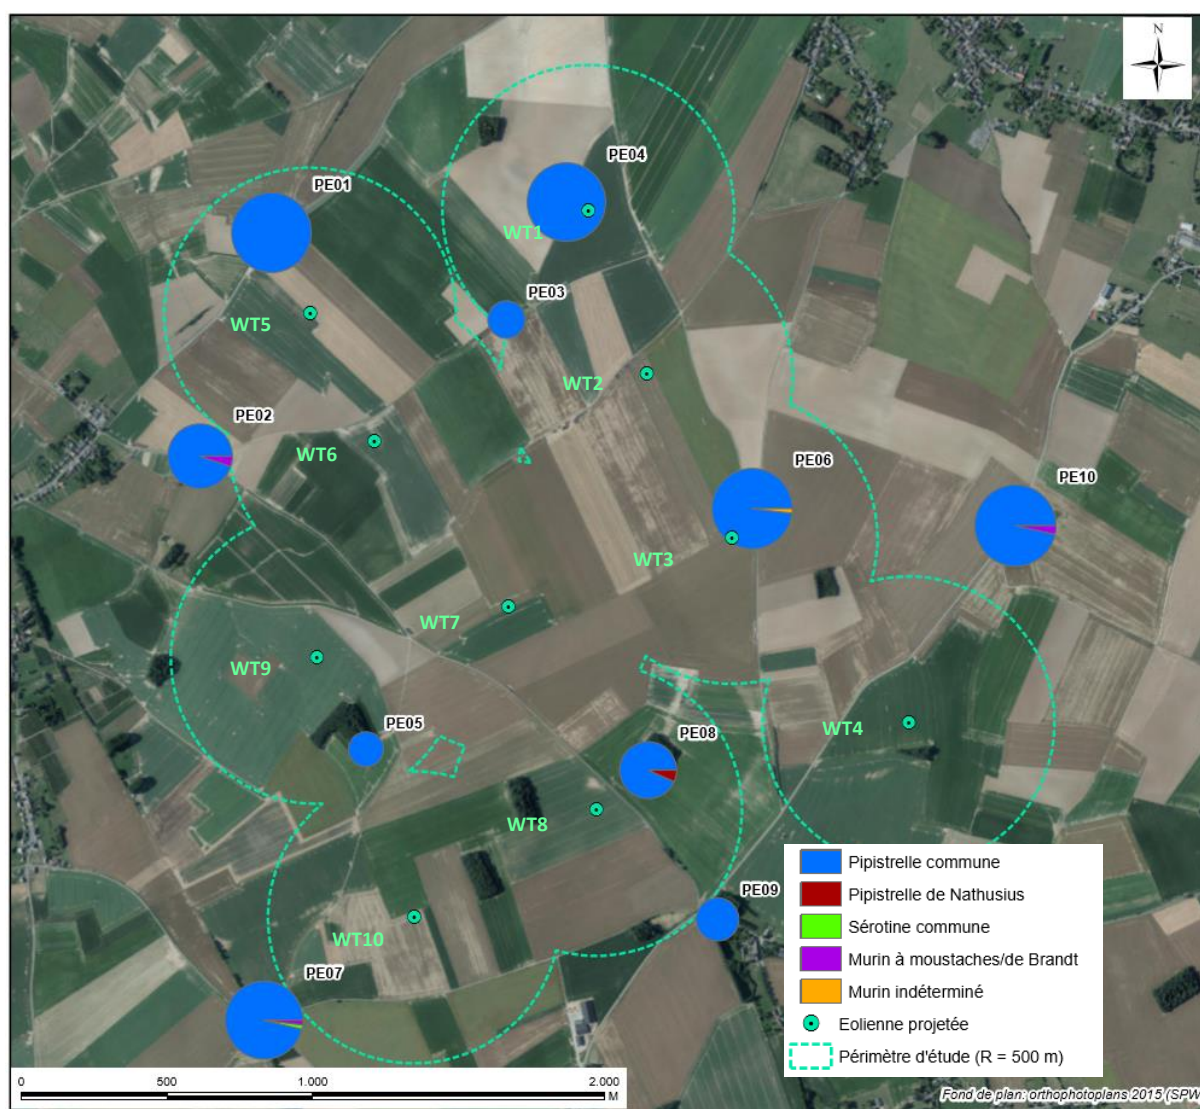 N
PE04
PE01
WT1
PE03
WT5
WT2
PE02
WT6
PE06
PE10
WT3
WT7
WT9
PE05
PE08
WT4
WT8
PE09
WT10
PE07
Pipistrelle commune
Pipistrelle de Nathusius
Sérotine commune
Murin à moustaches/de Brandt
Murin indéterminé
Eolienne projetée
Périmètre d'étude (R = 500 m)
0 500 1.000 2.000
M
Fond de plan: orthophotoplans 2015 (SPW